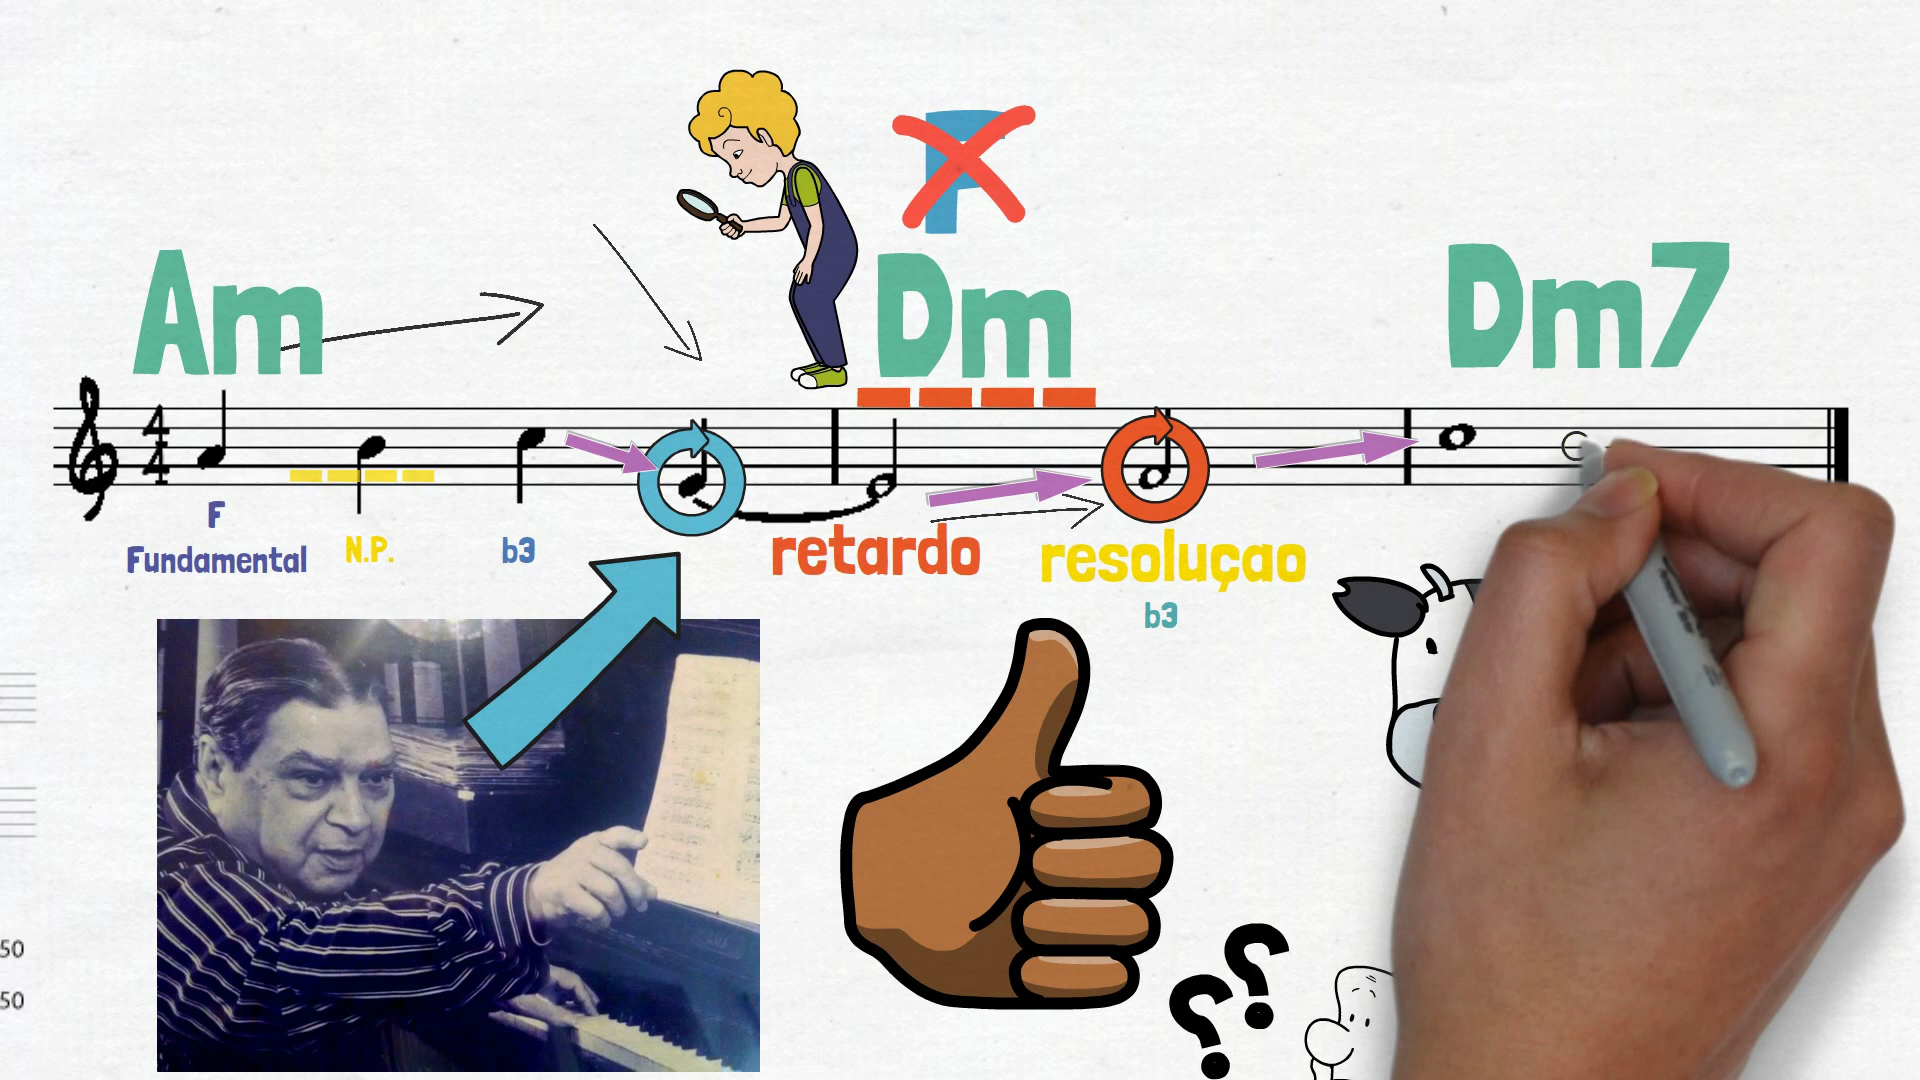 F
Am
Dm
Dm7
4
4
F
Fundamental
N.P.
b3
retardo
resoluçao
b3
??
50
50